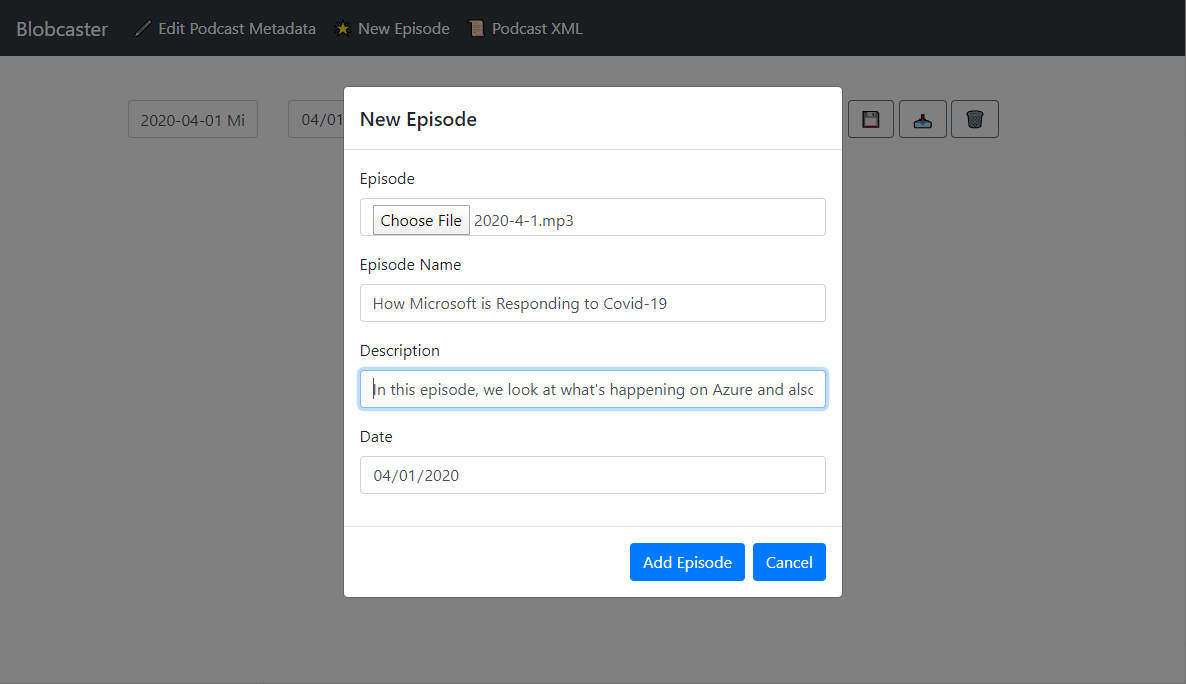 Blobcaster Edit Podcast Metadata New Episode Podcast XML
2020-04-01 Mi 04/01
New Episode
Episode
Choose File 2020-4-1.mp3
Episode Name
How Microsoft is Responding to Covid-19
Description
In this episode, we look at what's happening on Azure and also
Date
04/01/2020
Add Episode Cancel